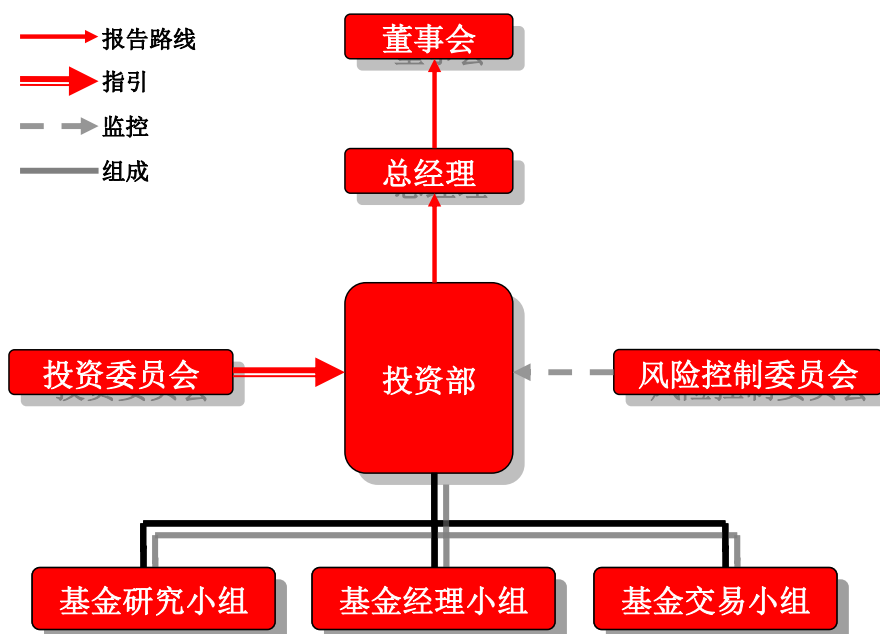 报告路线
指引
监控
组成
董事会
总经理
投资委员会
投资部
风险控制委员会
基金研究小组
基金经理小组
基金交易小组